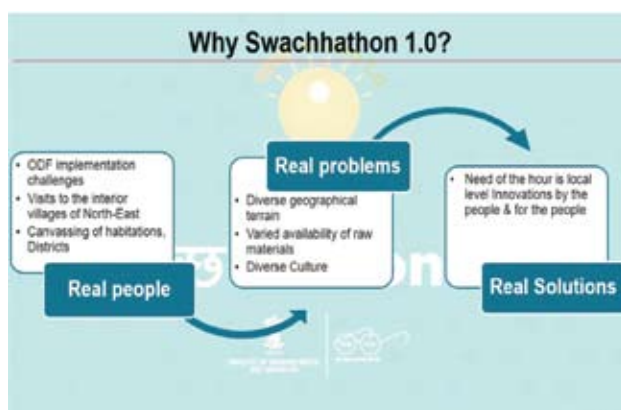 Why Swachhathon 1.0?
• ODF implementation
challenges
• Visits to the interior
villages of North-East
• Canvassing of habitations,
Districts
Real people
Real problems
• Diverse geographical
terrain
• Varied availability of raw
materials
• Diverse Culture
• Need of the hour is local
level Innovations by the
people & for the people
Real Solutions